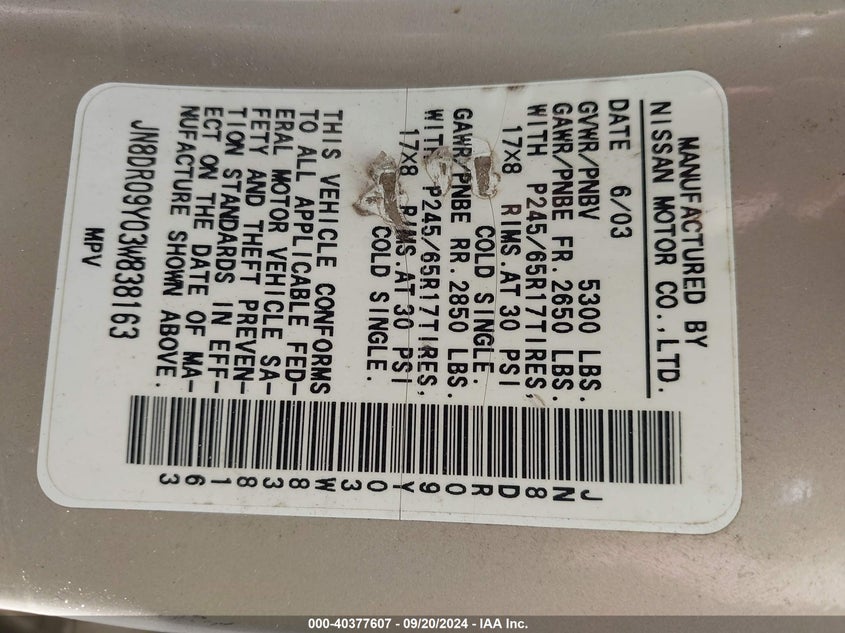 MANUFACTURED BY
NISSAN MOTOR CO.,LTD.
DATE 6/03
GVWR/PNBV 5300 LBS.
GAWR/PNBE FR. 2650 LBS.
WITH P245/65R17TIRES,
17X8 RIMS.AT 30 PSI
COLD SINGLE.
GAWR/PNBE RR. 2850 LBS.
WITH P245/65R17TIRES,
17X8 RIMS.AT 30 PSI
COLD SINGLE.
THIS VEHICLE CONFORMS
TO ALL APPLICABLE FED-
ERAL MOTOR VEHICLE SA-
FETY AND THEFT PREVEN-
TION STANDARDS IN EFF-
ECT ON THE DATE OF MA-
NUFACTURE SHOWN ABOVE.
JN8DR09Y03W838163
MPV
JN8DR09Y03W838163
000-40377607 - 09/20/2024 - IAA Inc.